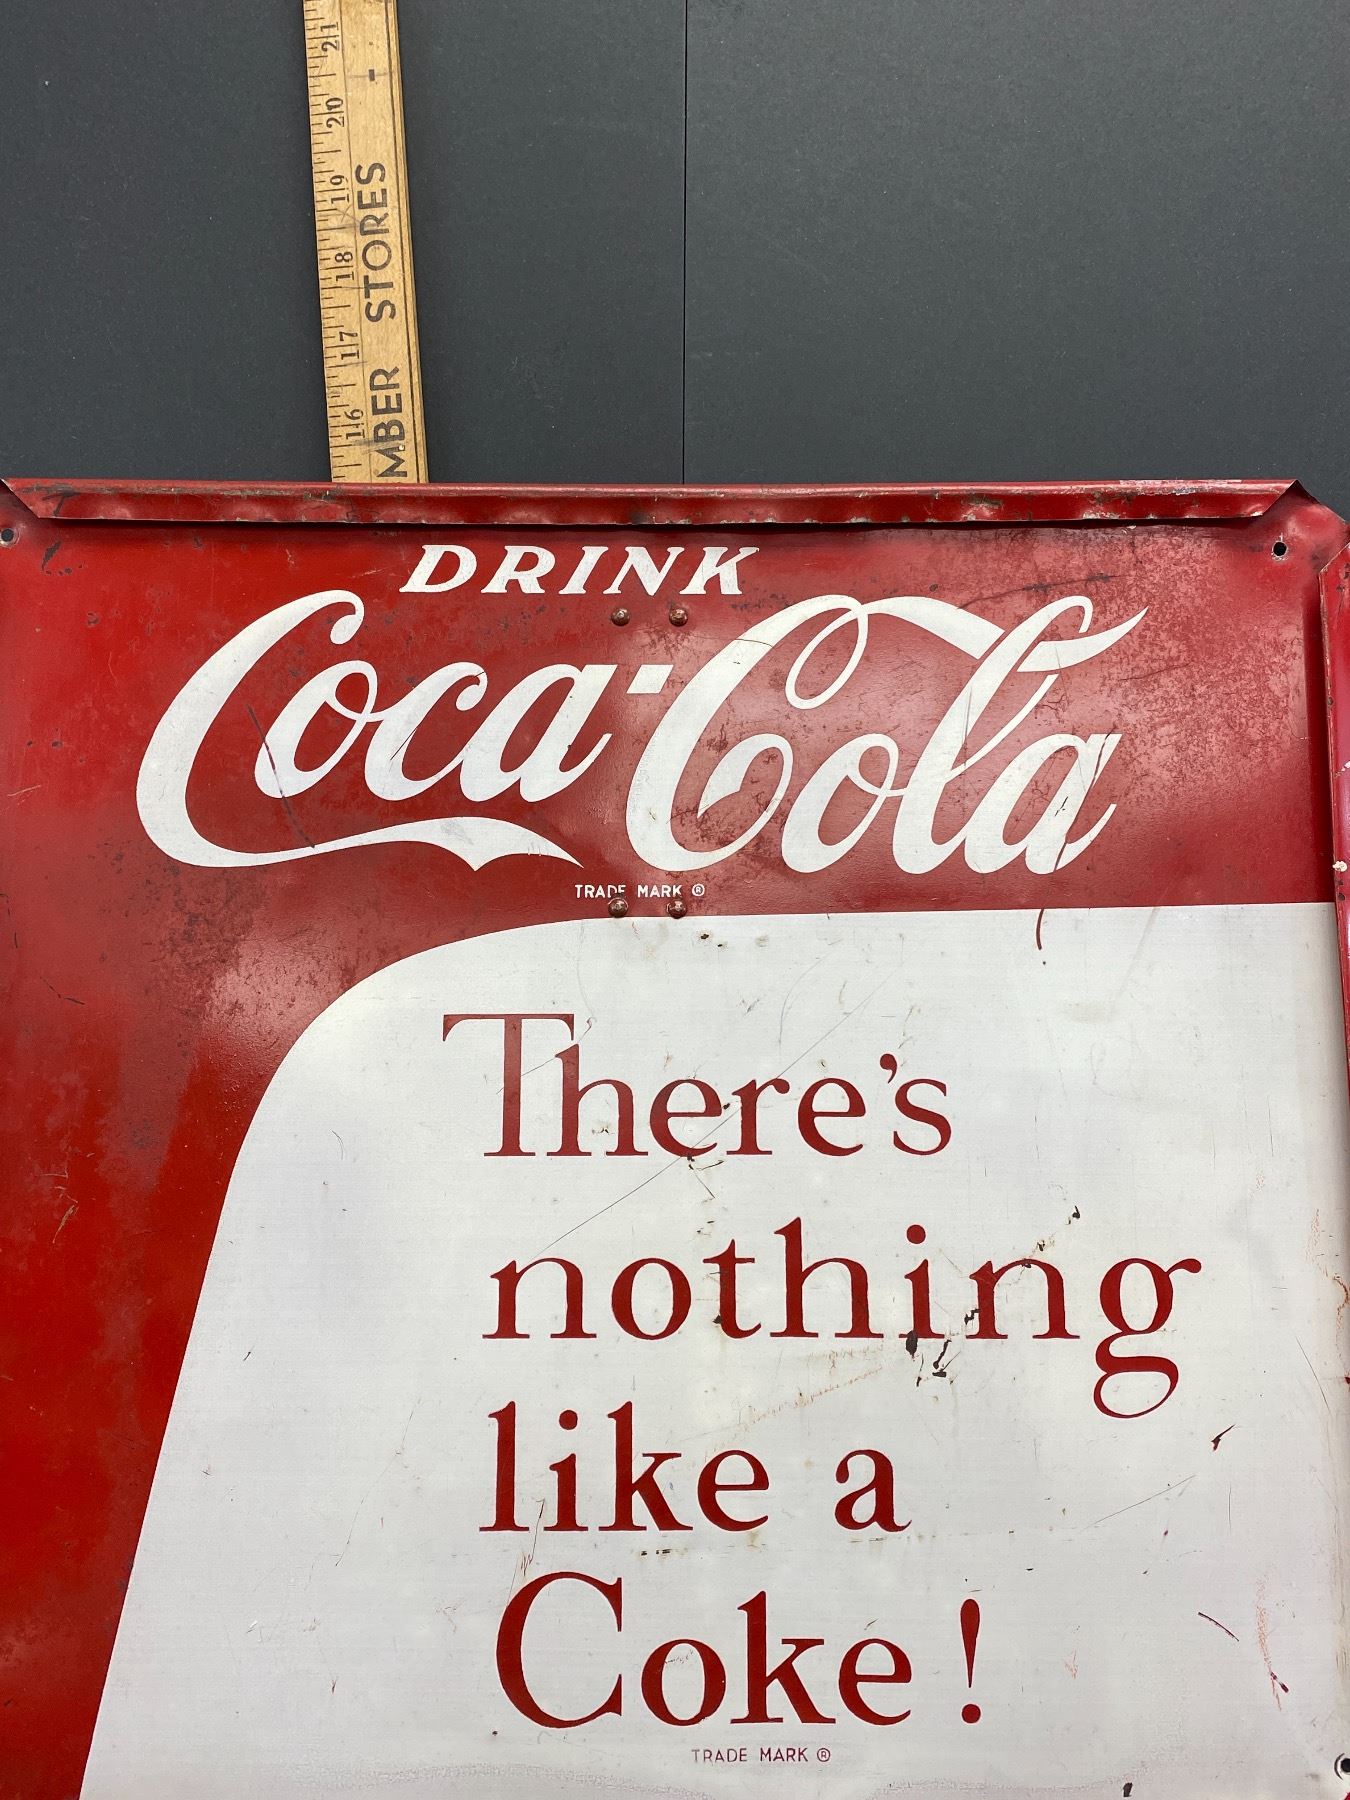 21
20
19
18
17
16
MBER STORES
DRINK
Coca-Cola
TRADE MARK ®
There's
nothing
like a
Coke!
TRADE MARK ®